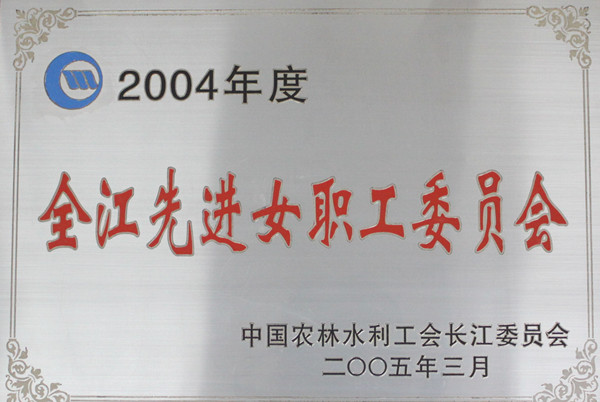 2004年度
全江先进女职工委员会
中国农林水利工会长江委员会
二〇〇五年三月